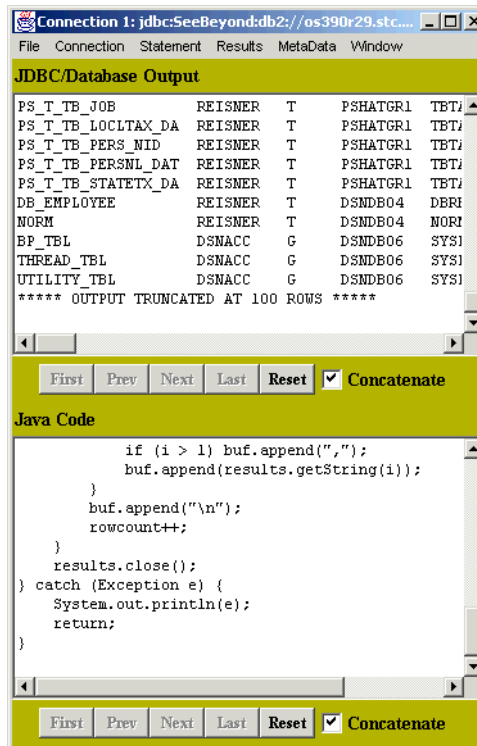 Connection 1: jdbc:SeeBeyond:db2://os390r29.stc....
File Connection Statement Results MetaData Window
JDBC/Database Output
PS_T_TB_JOB REISNER T PSHATGR1
PS_T_TB_LOCLTAX_DA REISNER T PSHATGR1
PS_T_TB_PERS_NID REISNER T PSHATGR1
PS_T_TB_PERSNL_DAT REISNER T PSHATGR1
PS_T_TB_STATETX_DA REISNER T PSHATGR1
DB_EMPLOYEE REISNER T DSNDB04
NORM REISNER T DSNDB04
BP_TBL DSNACC G DSNDB06
THREAD_TBL DSNACC G DSNDB06
UTILITY_TBL DSNACC G DSNDB06
***** OUTPUT TRUNCATED AT 100 ROWS *****
First Prev Next Last Reset Concatenate
Java Code
if (i > 1) buf.append(",");
buf.append(results.getString(i));
}
buf.append("\n");
rowcount++;
}
results.close();
} catch (Exception e) {
System.out.println(e);
return;
}
First Prev Next Last Reset Concatenate